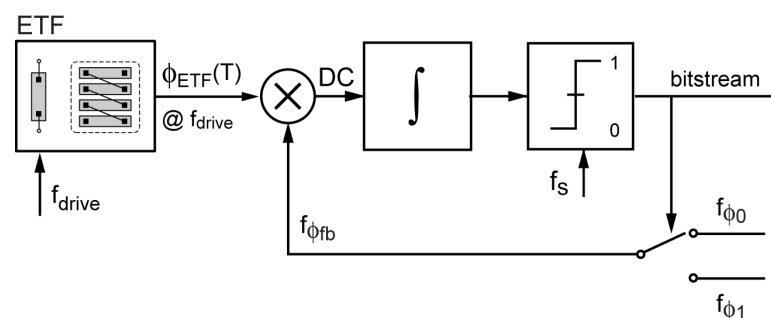 ETF
ϕETF(T)
@ fdrive
fdrive
DC
∫
1
0
fS
bitstream
fϕfb
fϕ0
fϕ1